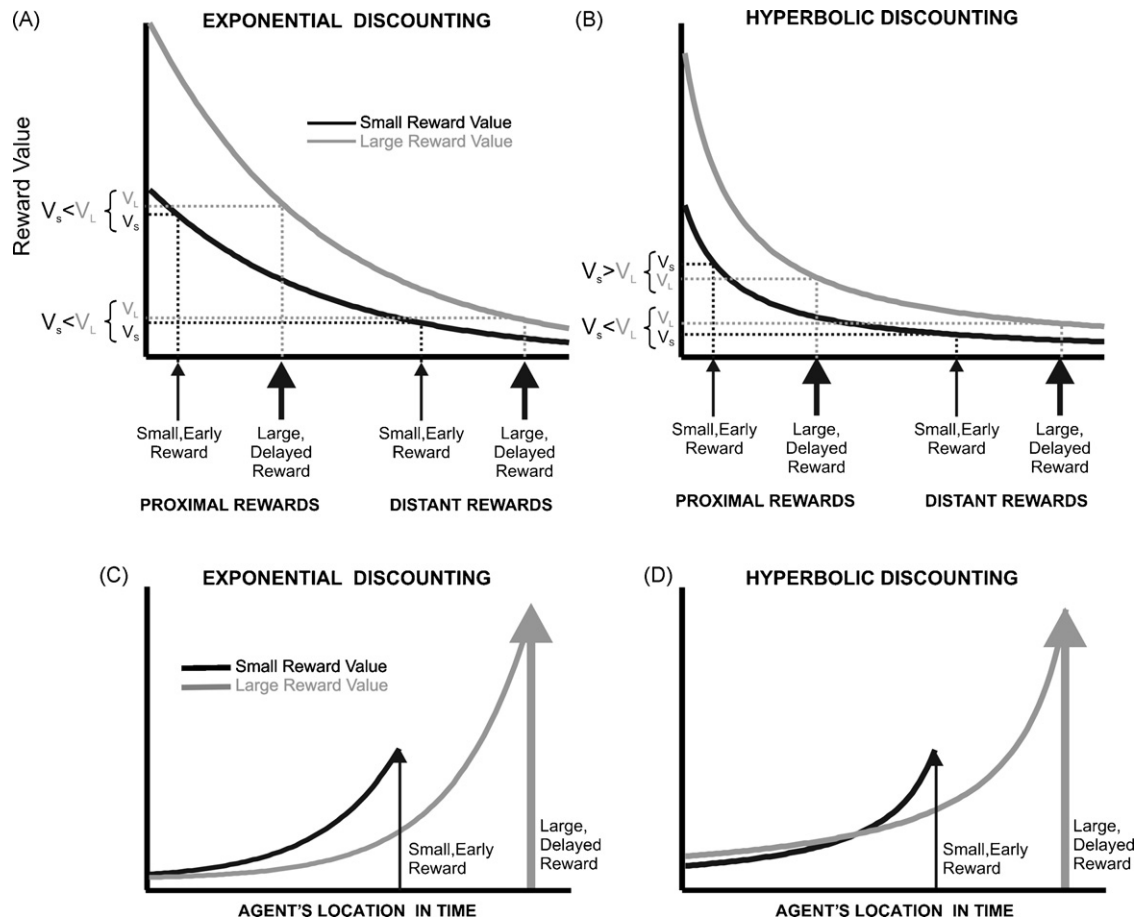 (A)
EXPONENTIAL DISCOUNTING
Reward Value
Small Reward Value
Large Reward Value
Vs<VL { VL
Vs
Vs<VL { VL
Vs
Small,Early
Reward
Large,
Delayed
Reward
Small,Early
Reward
Large,
Delayed
Reward
PROXIMAL REWARDS
DISTANT REWARDS
(B)
HYPERBOLIC DISCOUNTING
Vs>VL { Vs
VL
Vs<VL { VL
Vs
Small,Early
Reward
Large,
Delayed
Reward
Small,Early
Reward
Large,
Delayed
Reward
PROXIMAL REWARDS
DISTANT REWARDS
(C)
EXPONENTIAL DISCOUNTING
Small Reward Value
Large Reward Value
Small,Early
Reward
Large,
Delayed
Reward
AGENT'S LOCATION IN TIME
(D)
HYPERBOLIC DISCOUNTING
Small,Early
Reward
Large,
Delayed
Reward
AGENT'S LOCATION IN TIME